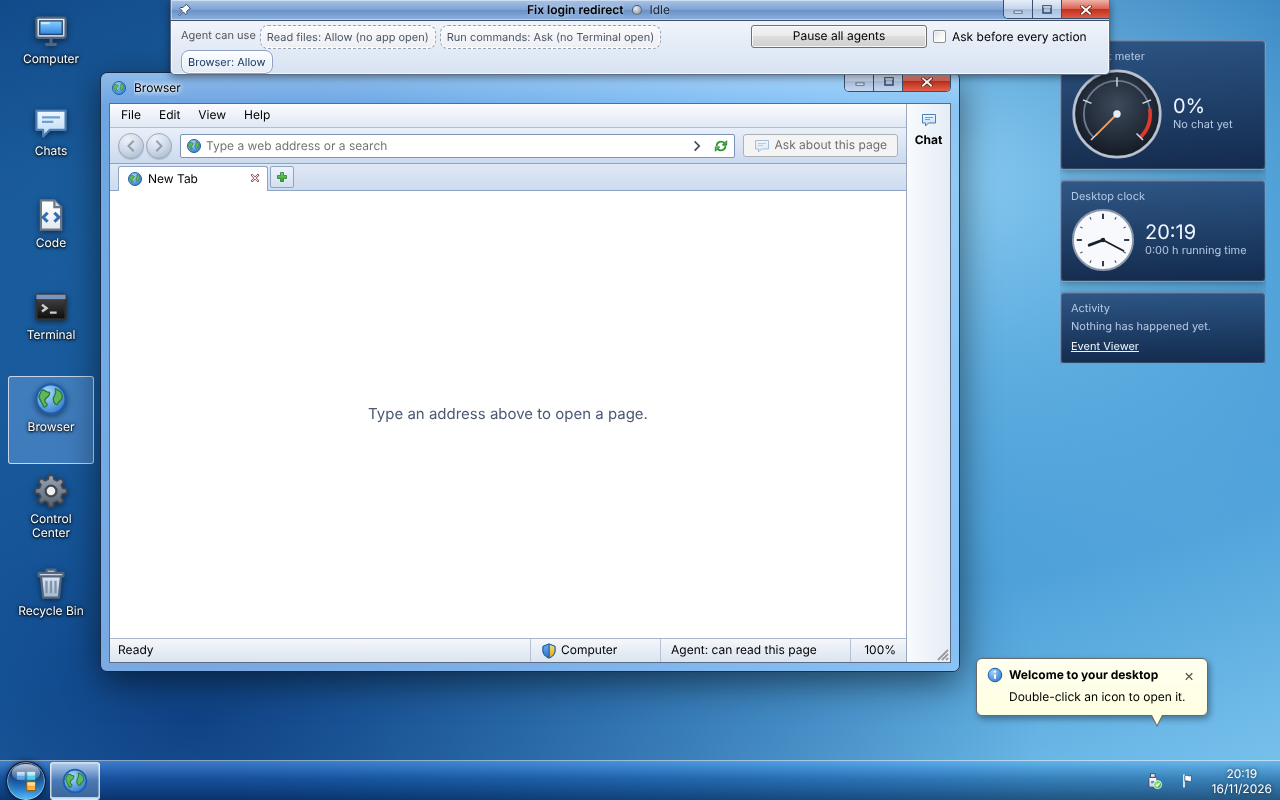 Fix login redirect Idle
Agent can use Read files: Allow (no app open) Run commands: Ask (no Terminal open) Pause all agents Ask before every action
Browser: Allow
Computer
Chats
Code
Terminal
Browser
Control
Center
Recycle Bin
Browser
File Edit View Help
Type a web address or a search Ask about this page
New Tab
Type an address above to open a page.
Ready Computer Agent: can read this page 100%
Chat
meter
0%
No chat yet
Desktop clock
20:19
0:00 h running time
Activity
Nothing has happened yet.
Event Viewer
Welcome to your desktop
Double-click an icon to open it.
20:19
16/11/2026